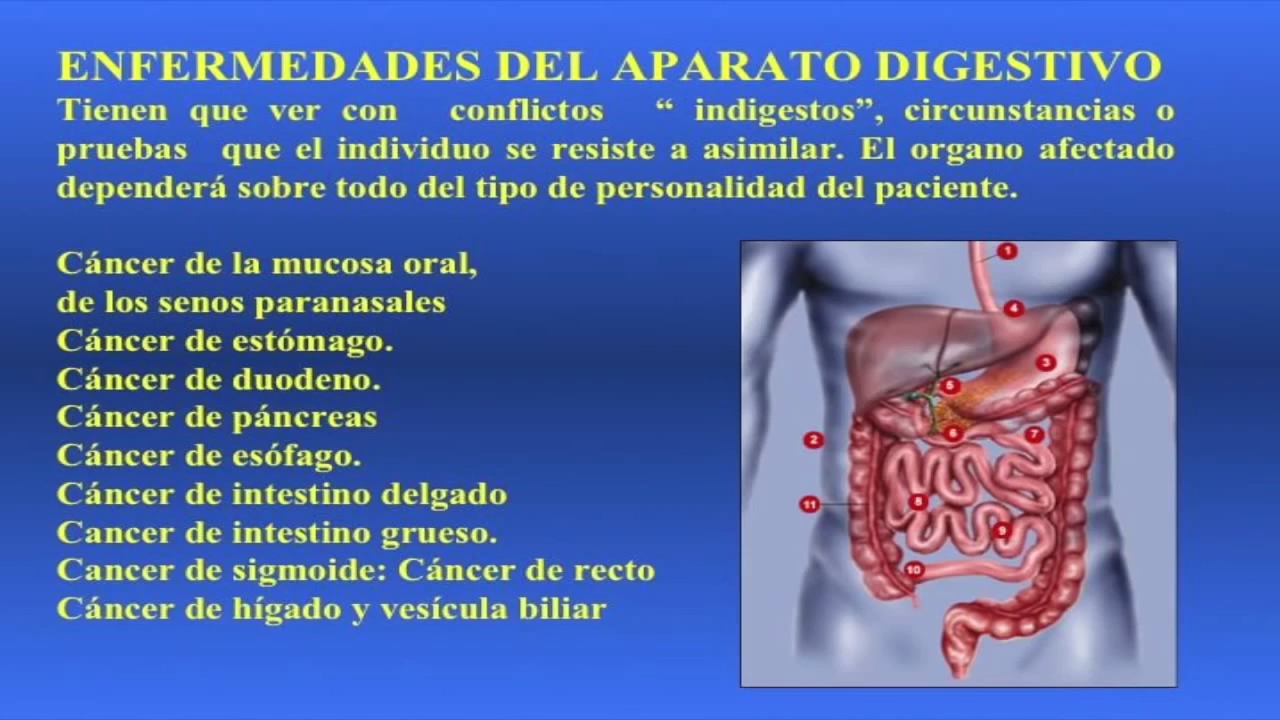 ENFERMEDADES DEL APARATO DIGESTIVO
Tienen que ver con conflictos “ indigestos”, circunstancias o
pruebas que el individuo se resiste a asimilar. El organo afectado
dependerá sobre todo del tipo de personalidad del paciente.
Cáncer de la mucosa oral,
de los senos paranasales
Cáncer de estómago.
Cáncer de duodeno.
Cáncer de páncreas
Cáncer de esófago.
Cáncer de intestino delgado
Cancer de intestino grueso.
Cancer de sigmoide: Cáncer de recto
Cáncer de hígado y vesícula biliar
1
4
3
5
6
7
2
8
11
9
10